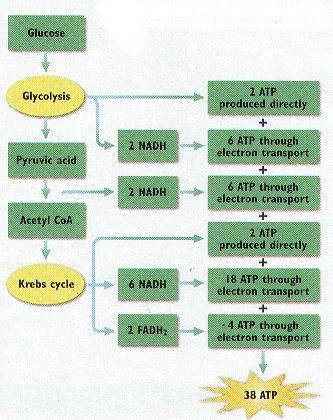 Glucose
Glycolysis
2 ATP
produced directly
+
2 NADH
6 ATP through
electron transport
+
Pyruvic acid
2 NADH
6 ATP through
electron transport
+
Acetyl CoA
2 ATP
produced directly
+
Krebs cycle
6 NADH
18 ATP through
electron transport
+
2 FADH₂
4 ATP through
electron transport
38 ATP